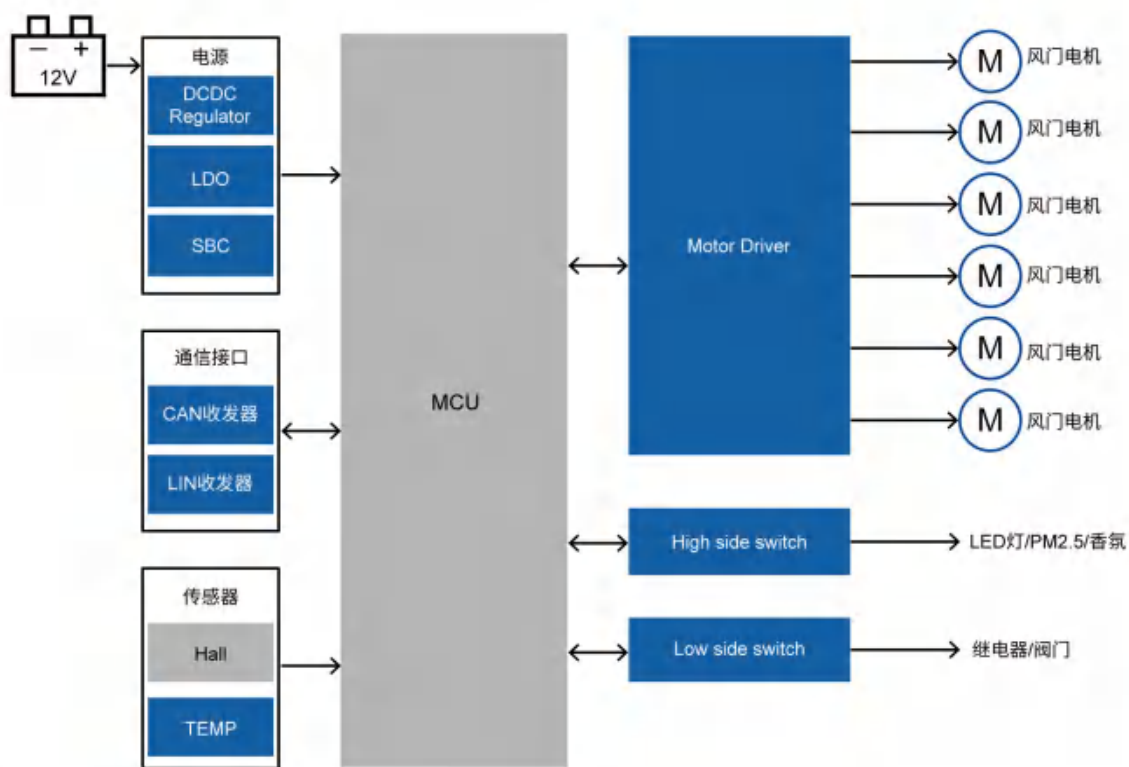 12V
电源
DCDC
Regulator
LDO
SBC
通信接口
CAN收发器
LIN收发器
传感器
Hall
TEMP
MCU
Motor Driver
High side switch
Low side switch
M 风门电机
M 风门电机
M 风门电机
M 风门电机
M 风门电机
M 风门电机
LED灯/PM2.5/香氛
继电器/阀门